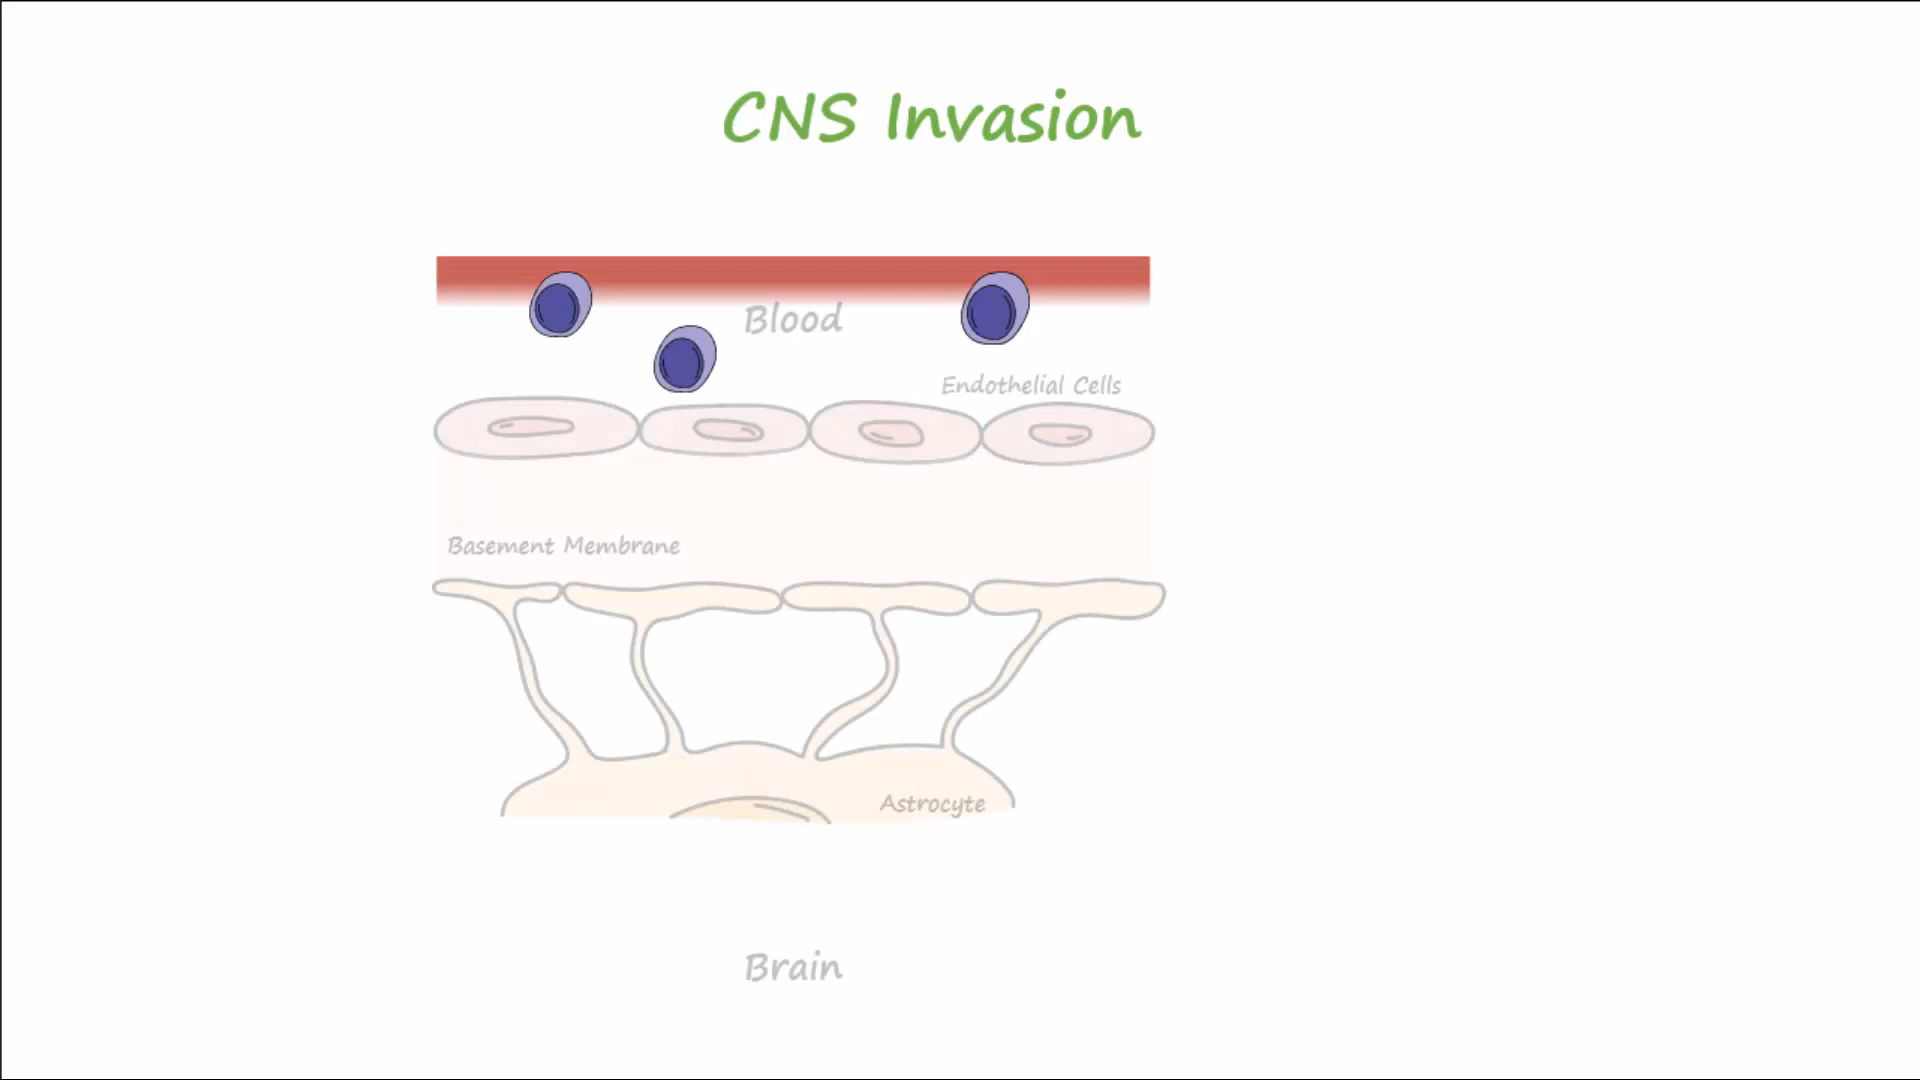 CNS Invasion
Blood
Endothelial Cells
Basement Membrane
Astrocyte
Brain